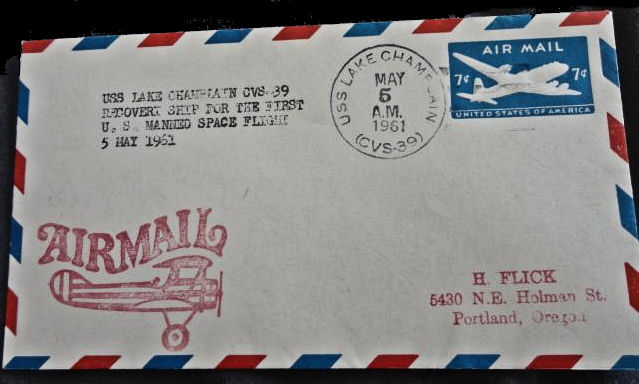 USS LAKE CHAMPLAIN CVS-39
RECOVERY SHIP FOR THE FIRST
U. S. MANNED SPACE FLIGHT
5 MAY 1961
USS LAKE CHAMPLAIN
MAY
5
A.M.
1961
(CVS-39)
AIR MAIL
7¢ 7¢
UNITED STATES OF AMERICA
AIRMAIL
H. FLICK
5430 N.E. Holman St.
Portland, Oregon